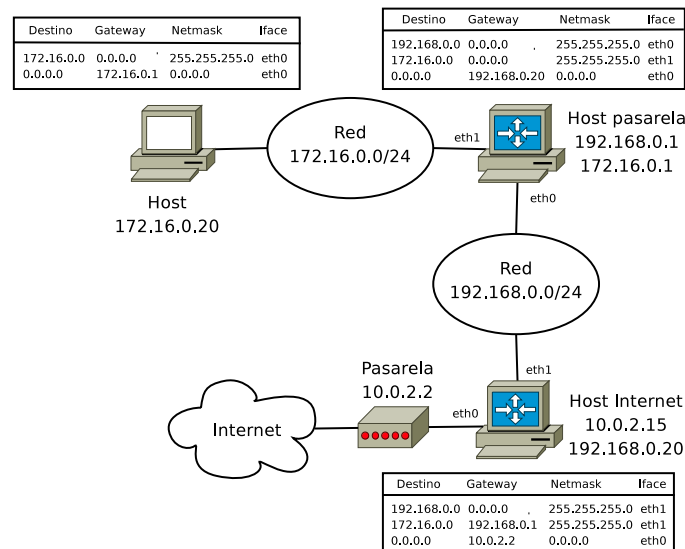 Destino Gateway Netmask Iface
172.16.0.0 0.0.0.0 255.255.255.0 eth0
0.0.0.0 172.16.0.1 0.0.0.0 eth0
Destino Gateway Netmask Iface
192.168.0.0 0.0.0.0 255.255.255.0 eth0
172.16.0.0 0.0.0.0 255.255.255.0 eth1
0.0.0.0 192.168.0.20 0.0.0.0 eth0
Host
172.16.0.20
Red
172.16.0.0/24
eth1
Host pasarela
192.168.0.1
172.16.0.1
eth0
Red
192.168.0.0/24
eth1
Pasarela
10.0.2.2
Internet
eth0
Host Internet
10.0.2.15
192.168.0.20
Destino Gateway Netmask Iface
192.168.0.0 0.0.0.0 255.255.255.0 eth1
172.16.0.0 192.168.0.1 255.255.255.0 eth1
0.0.0.0 10.0.2.2 0.0.0.0 eth0